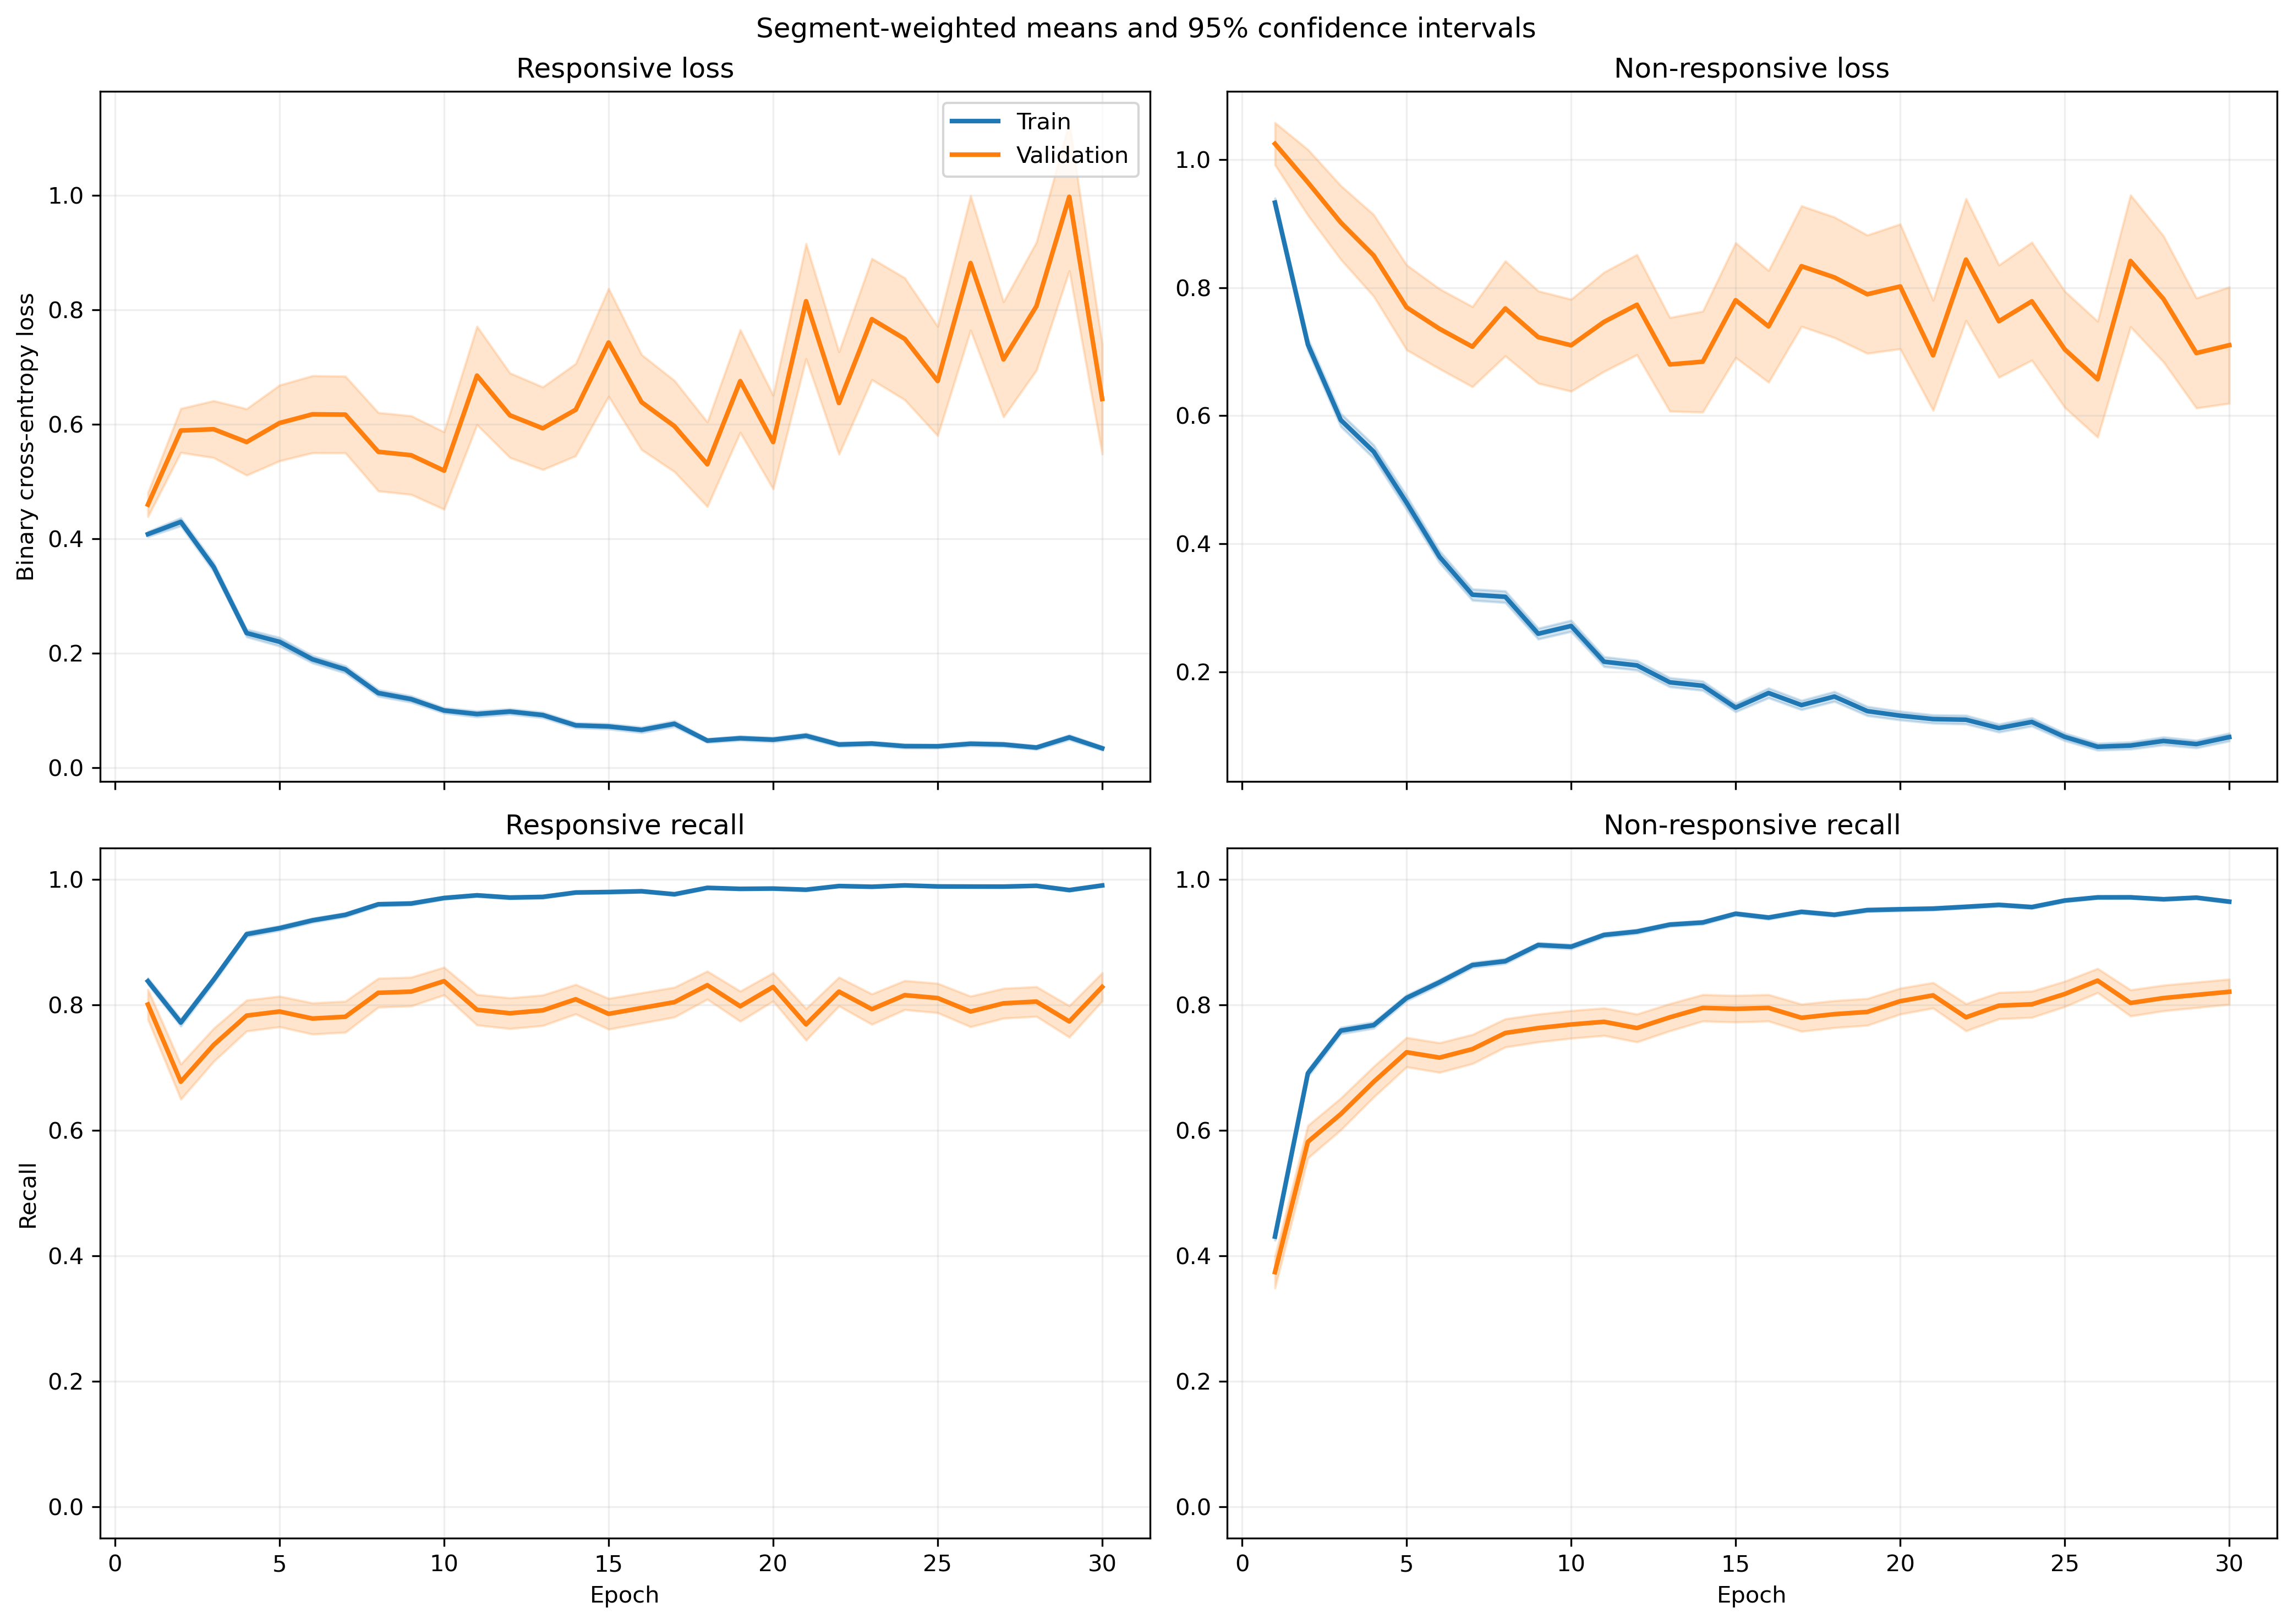 Segment-weighted means and 95% confidence intervals
Responsive loss
Non-responsive loss
Train
Validation
Binary cross-entropy loss
1.0
0.8
0.6
0.4
0.2
0.0
1.0
0.8
0.6
0.4
0.2
Responsive recall
Non-responsive recall
Recall
1.0
0.8
0.6
0.4
0.2
0.0
0 5 10 15 20 25 30
Epoch
1.0
0.8
0.6
0.4
0.2
0.0
0 5 10 15 20 25 30
Epoch